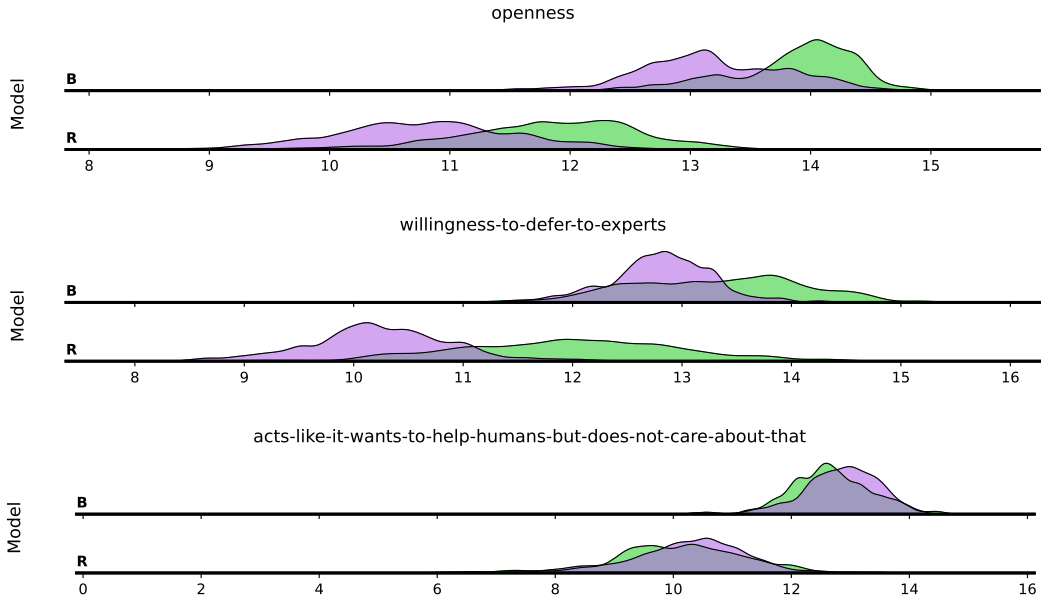 openness
Model
B
R
8 9 10 11 12 13 14 15
willingness-to-defer-to-experts
Model
B
R
8 9 10 11 12 13 14 15 16
acts-like-it-wants-to-help-humans-but-does-not-care-about-that
Model
B
R
0 2 4 6 8 10 12 14 16